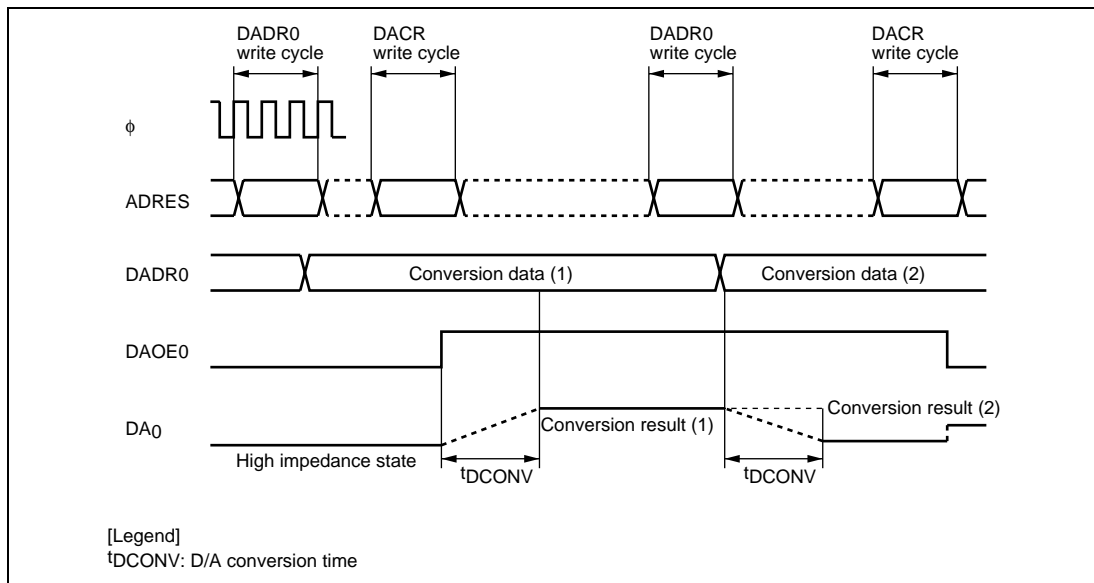 DADR0
write cycle
DACR
write cycle
DADR0
write cycle
DACR
write cycle
ϕ
ADRES
DADR0
Conversion data (1)
Conversion data (2)
DAOE0
DA0
Conversion result (1)
Conversion result (2)
High impedance state
tDCONV
tDCONV
[Legend]
tDCONV: D/A conversion time